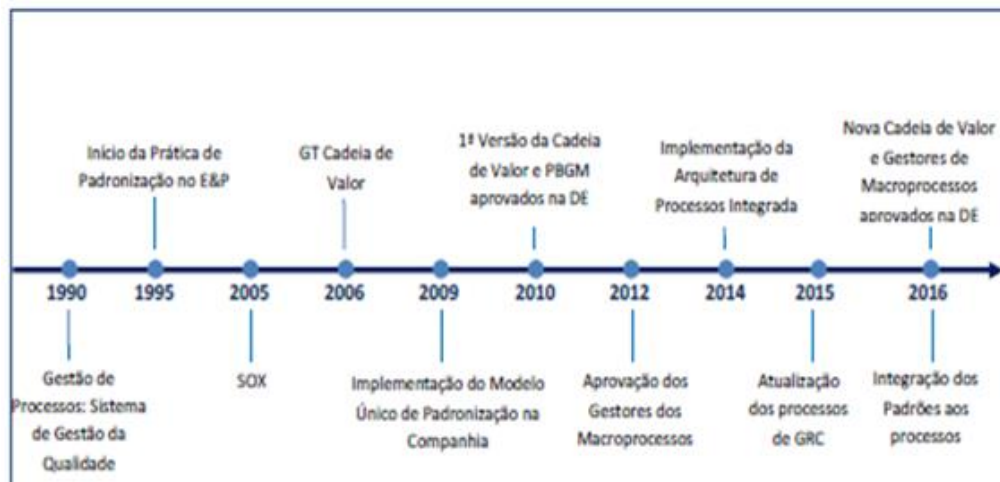 Início da Prática de
Padronização no E&P
GT Cadeia de
Valor
1ª Versão da Cadeia
de Valor e PBGM
aprovados na DE
Implementação da
Arquitetura de
Processos Integrada
Nova Cadeia de Valor
e Gestores de
Macroprocessos
aprovados na DE
1990
1995
2005
2006
2009
2010
2012
2014
2015
2016
Gestão de
Processos: Sistema
de Gestão da
Qualidade
SOX
Implementação do Modelo
Único de Padronização na
Companhia
Aprovação dos
Gestores dos
Macroprocessos
Atualização
dos processos
de GRC
Integração dos
Padrões aos
processos